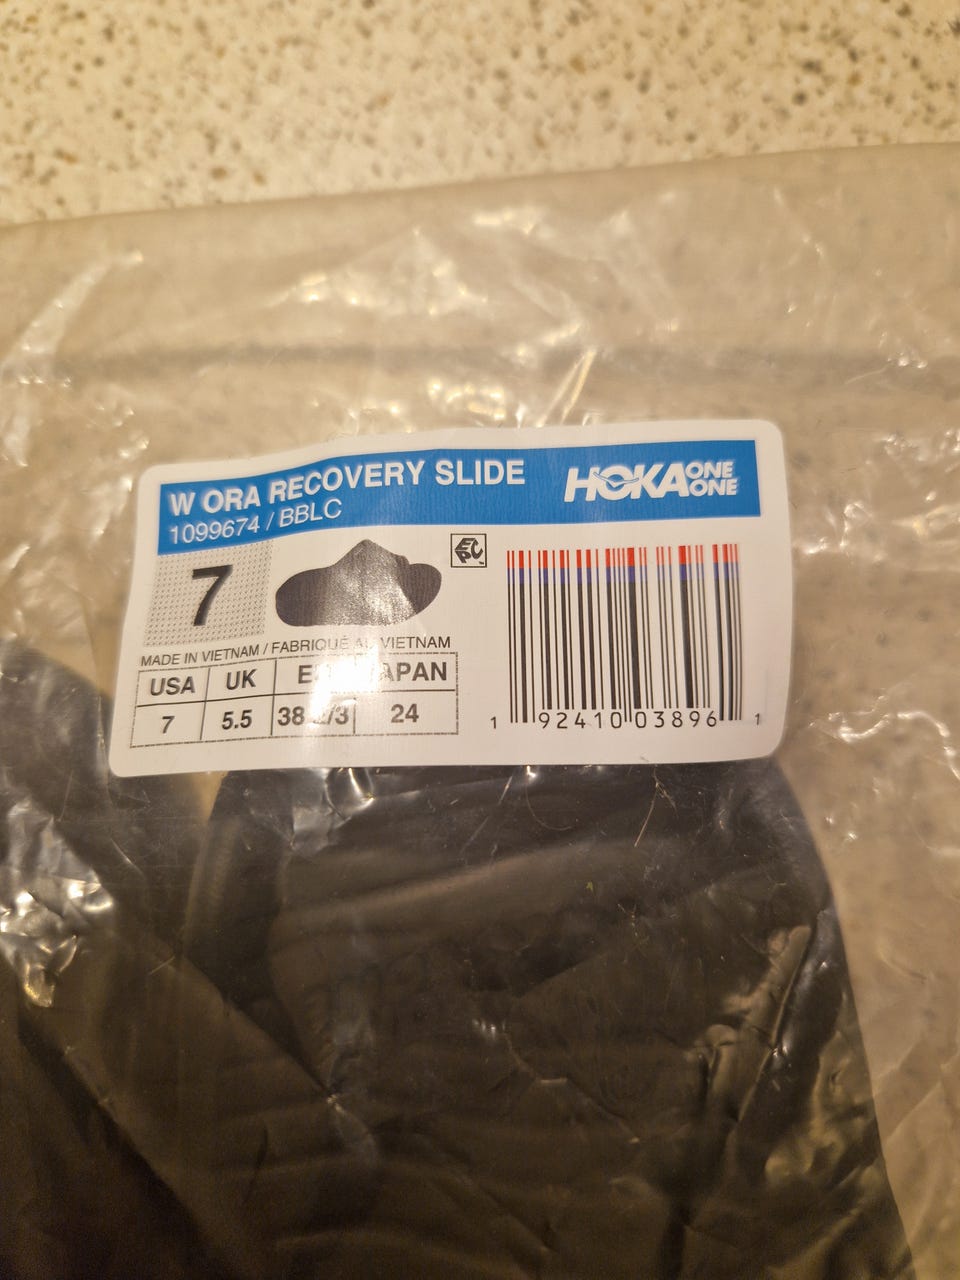 W ORA RECOVERY SLIDE
1099674 / BBLC
HOKA ONE ONE
7
EPC
MADE IN VIETNAM / FABRIQUÉ AU VIETNAM
USA UK JAPAN
7 5.5 24
1 92410 03896 1